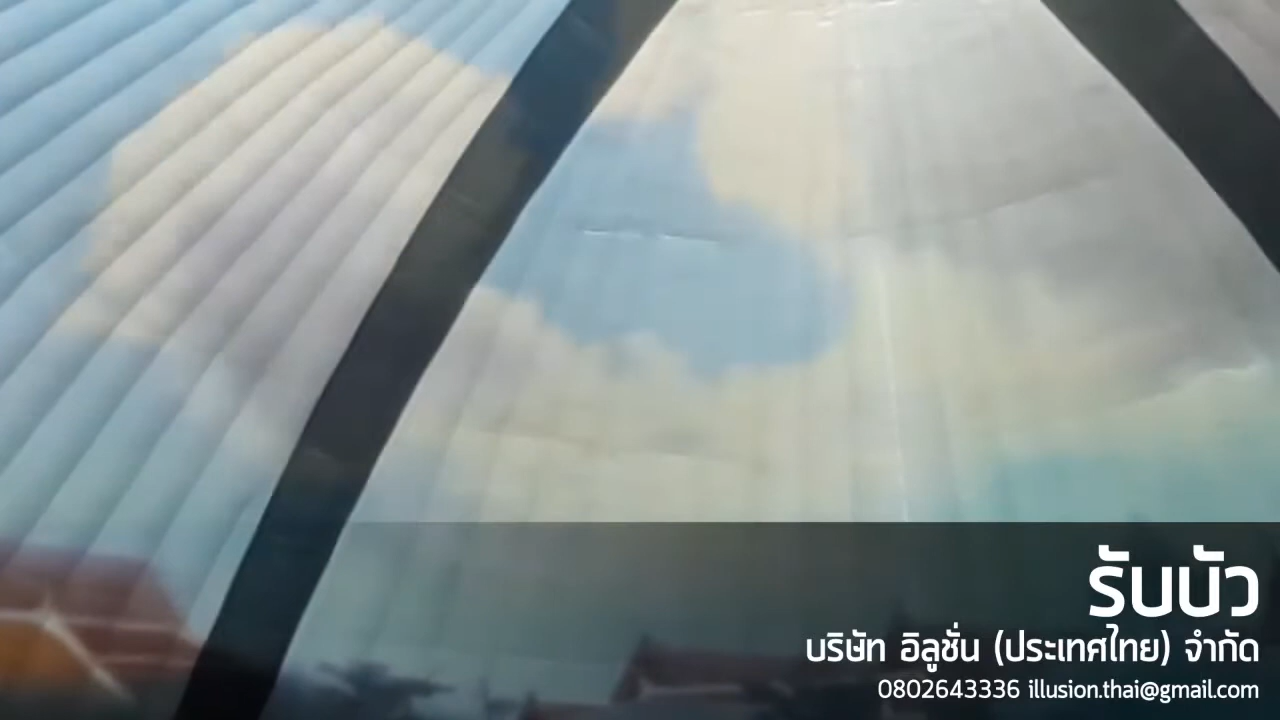 รับบัว
บริษัท อิลูชั่น (ประเทศไทย) จำกัด
0802643336 illusion.thai@gmail.com